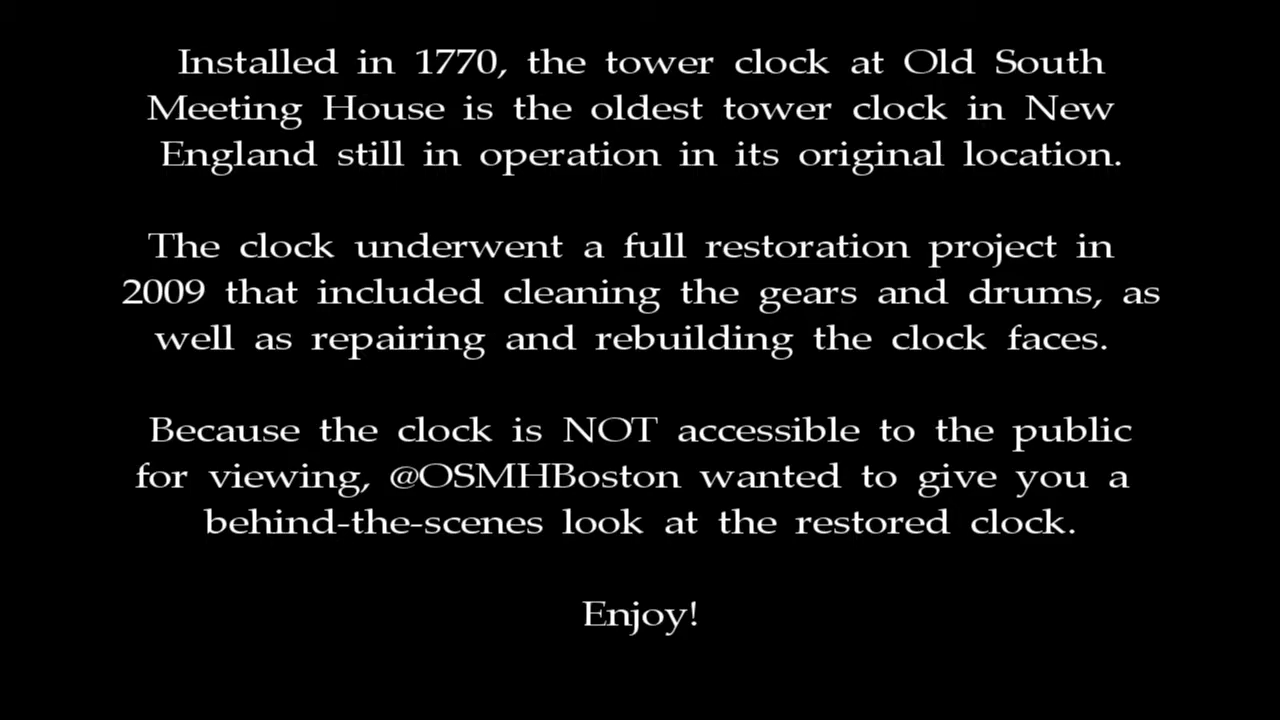 Installed in 1770, the tower clock at Old South
Meeting House is the oldest tower clock in New
England still in operation in its original location.
The clock underwent a full restoration project in
2009 that included cleaning the gears and drums, as
well as repairing and rebuilding the clock faces.
Because the clock is NOT accessible to the public
for viewing, @OSMHBoston wanted to give you a
behind-the-scenes look at the restored clock.
Enjoy!